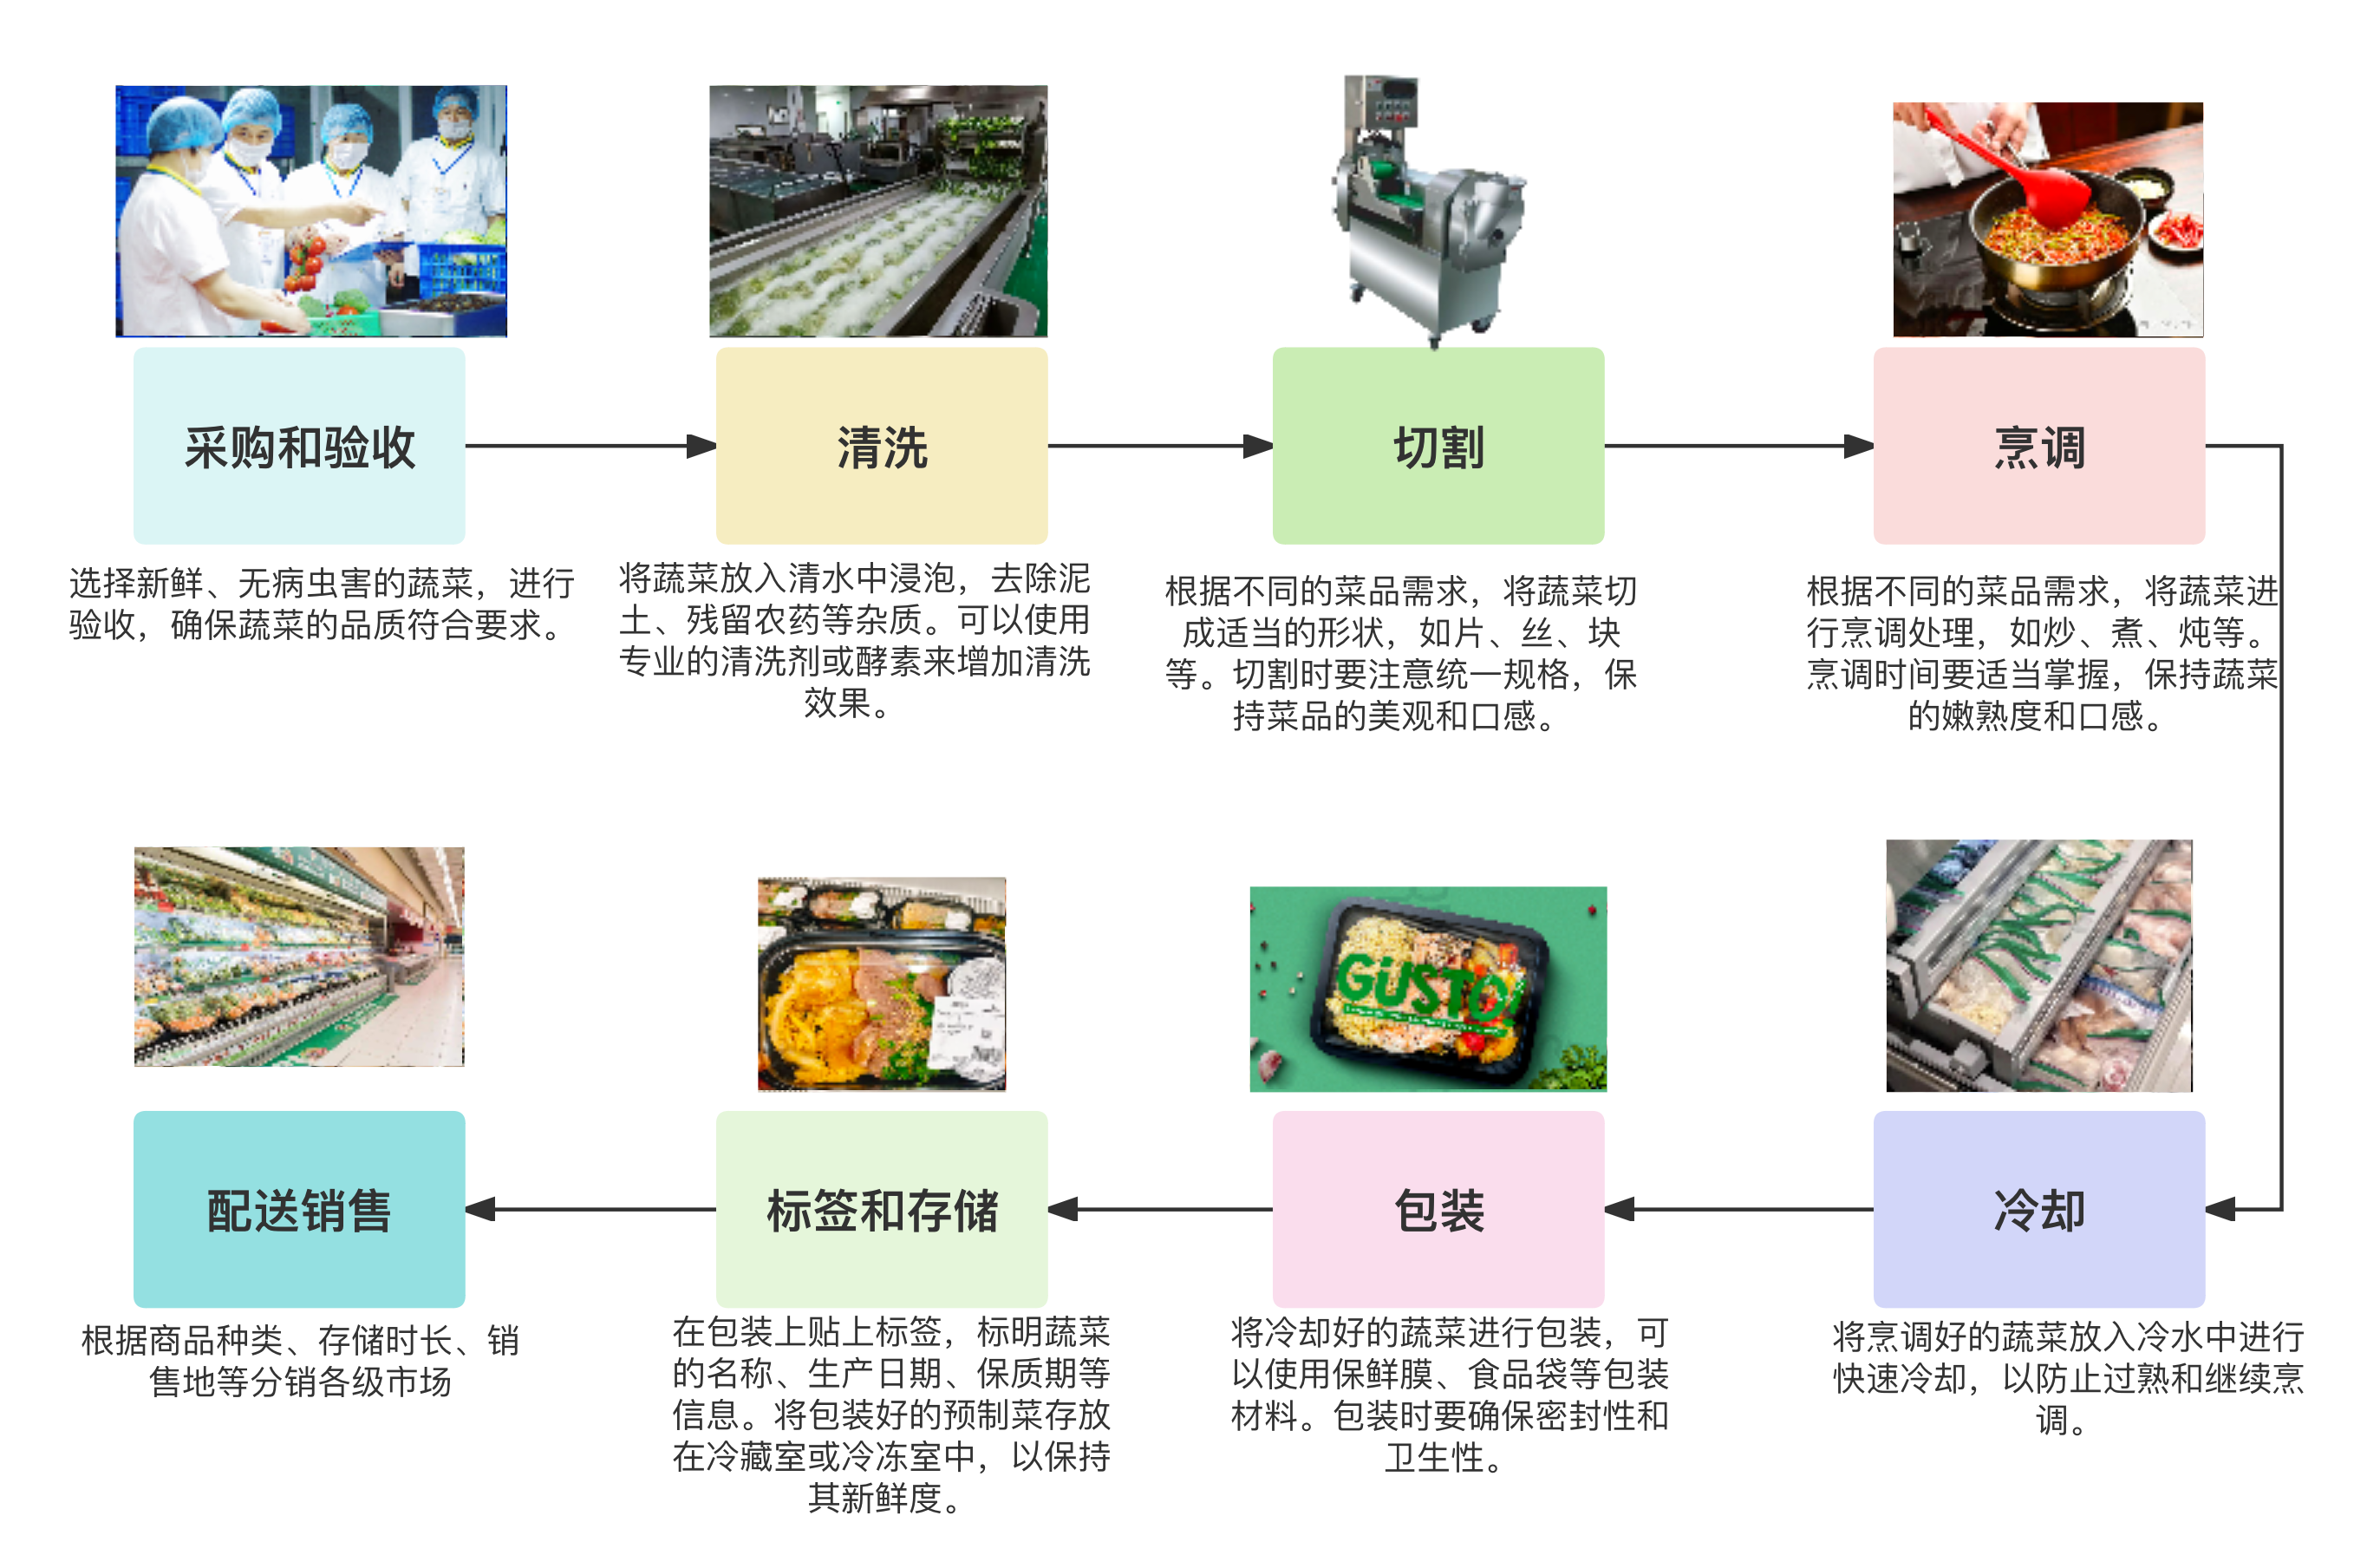 采购和验收
选择新鲜、无病虫害的蔬菜，进行
验收，确保蔬菜的品质符合要求。
清洗
将蔬菜放入清水中浸泡，去除泥
土、残留农药等杂质。可以使用
专业的清洗剂或酵素来增加清洗
效果。
切割
根据不同的菜品需求，将蔬菜切
成适当的形状，如片、丝、块
等。切割时要注意统一规格，保
持菜品的美观和口感。
烹调
根据不同的菜品需求，将蔬菜进
行烹调处理，如炒、煮、炖等。
烹调时间要适当掌握，保持蔬菜
的嫩熟度和口感。
冷却
将烹调好的蔬菜放入冷水中进行
快速冷却，以防止过熟和继续烹
调。
GUSTO!
包装
将冷却好的蔬菜进行包装，可
以使用保鲜膜、食品袋等包装
材料。包装时要确保密封性和
卫生性。
标签和存储
在包装上贴上标签，标明蔬菜
的名称、生产日期、保质期等
信息。将包装好的预制菜存放
在冷藏室或冷冻室中，以保持
其新鲜度。
配送销售
根据商品种类、存储时长、销
售地等分销各级市场